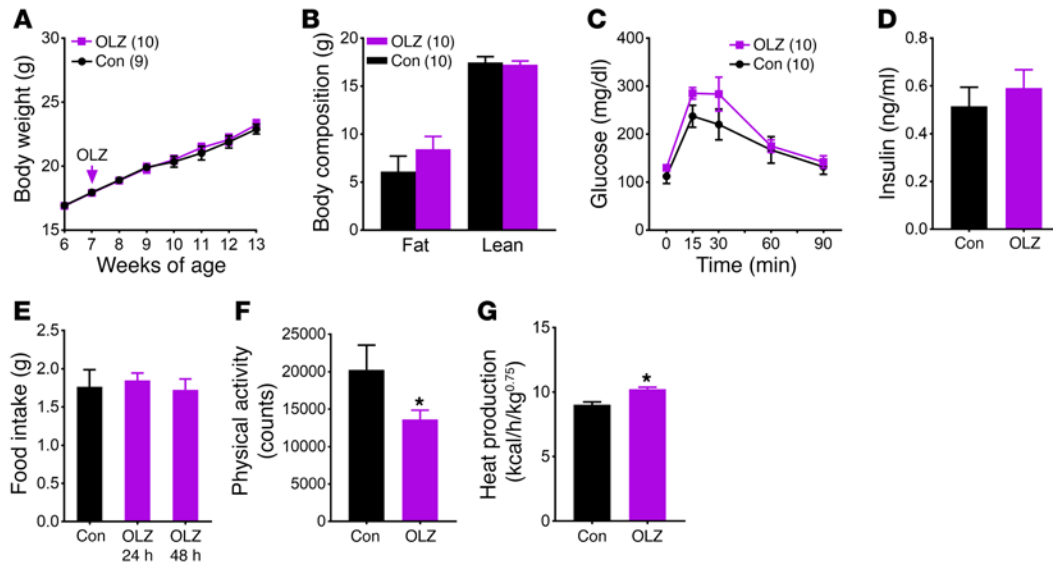 A
Body weight (g)
30
25
20
15
OLZ (10)
Con (9)
OLZ
6 7 8 9 10 11 12 13
Weeks of age
B
Body composition (g)
20
15
10
5
0
OLZ (10)
Con (10)
Fat Lean
C
Glucose (mg/dl)
400
300
200
100
0
OLZ (10)
Con (10)
0 15 30 60 90
Time (min)
D
Insulin (ng/ml)
0.9
0.6
0.3
0.0
Con OLZ
E
Food intake (g)
2.5
2.0
1.5
1.0
0.5
0.0
Con OLZ 24 h OLZ 48 h
F
Physical activity
(counts)
25000
20000
15000
10000
5000
0
*
Con OLZ
G
Heat production
(kcal/h/kg0.75)
15
10
5
0
*
Con OLZ